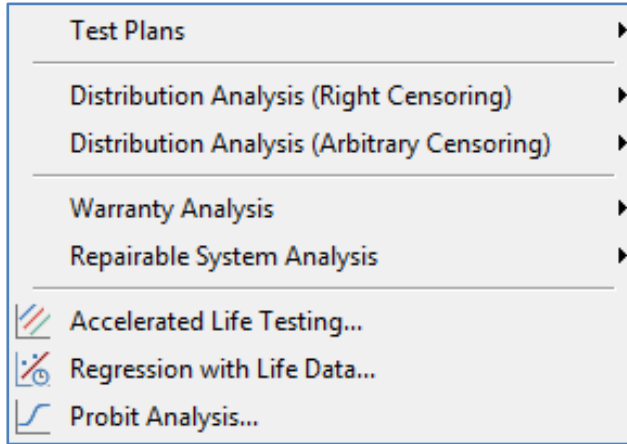 Test Plans
Distribution Analysis (Right Censoring)
Distribution Analysis (Arbitrary Censoring)
Warranty Analysis
Repairable System Analysis
Accelerated Life Testing...
Regression with Life Data...
Probit Analysis...